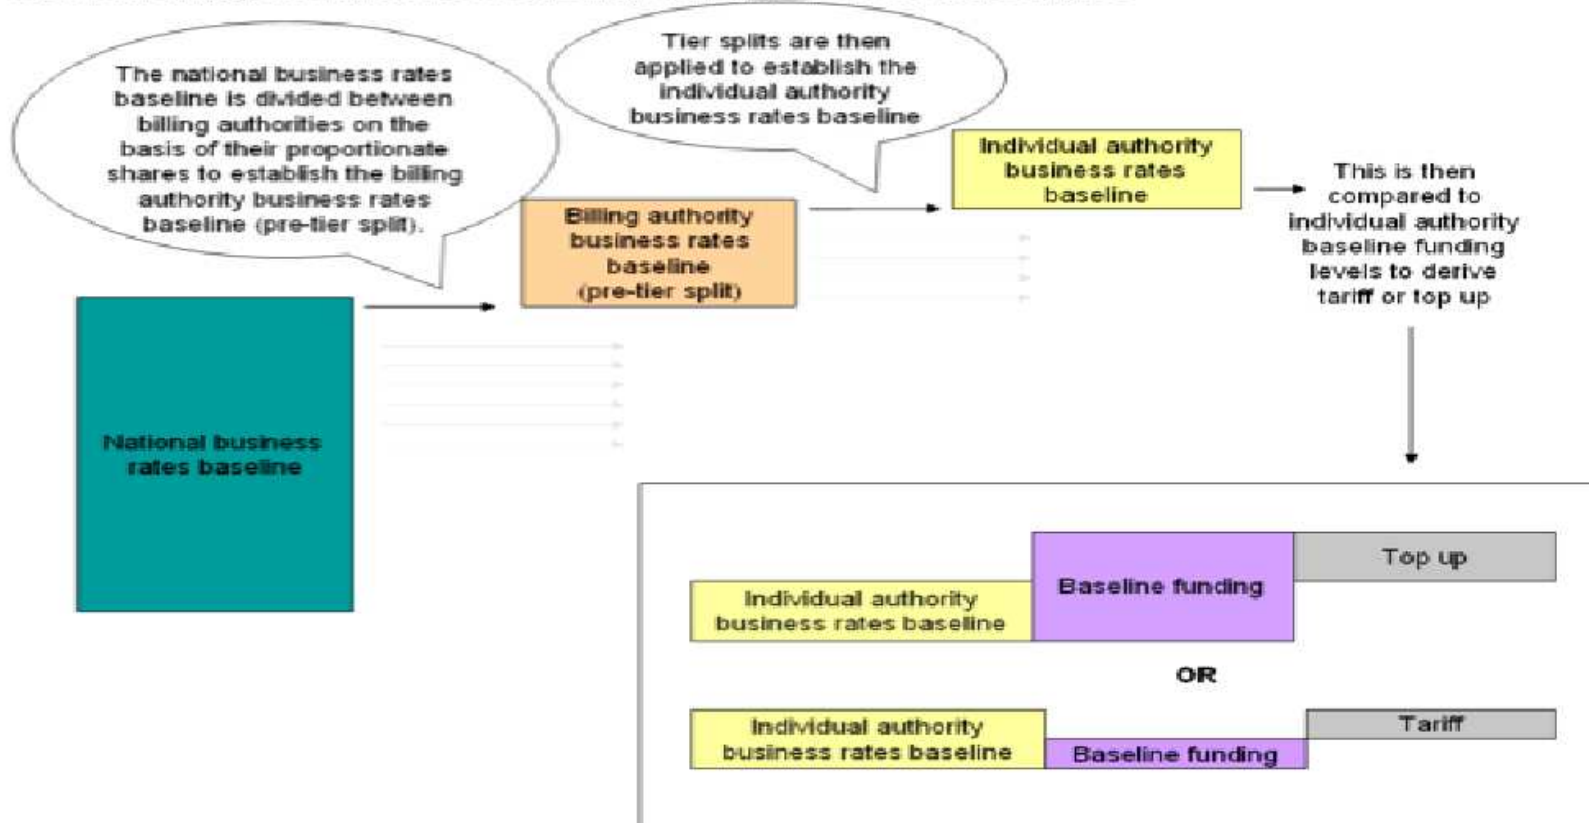 The national business rates
baseline is divided between
billing authorities on the
basis of their proportionate
shares to establish the billing
authority business rates
baseline (pre-tier split).
Tier splits are then
applied to establish the
individual authority
business rates baseline
Individual authority
business rates
baseline
This is then
compared to
individual authority
baseline funding
levels to derive
tariff or top up
Billing authority
business rates
baseline
(pre-tier split)
National business
rates baseline
Top up
Baseline funding
Individual authority
business rates baseline
OR
Individual authority
business rates baseline
Baseline funding
Tariff